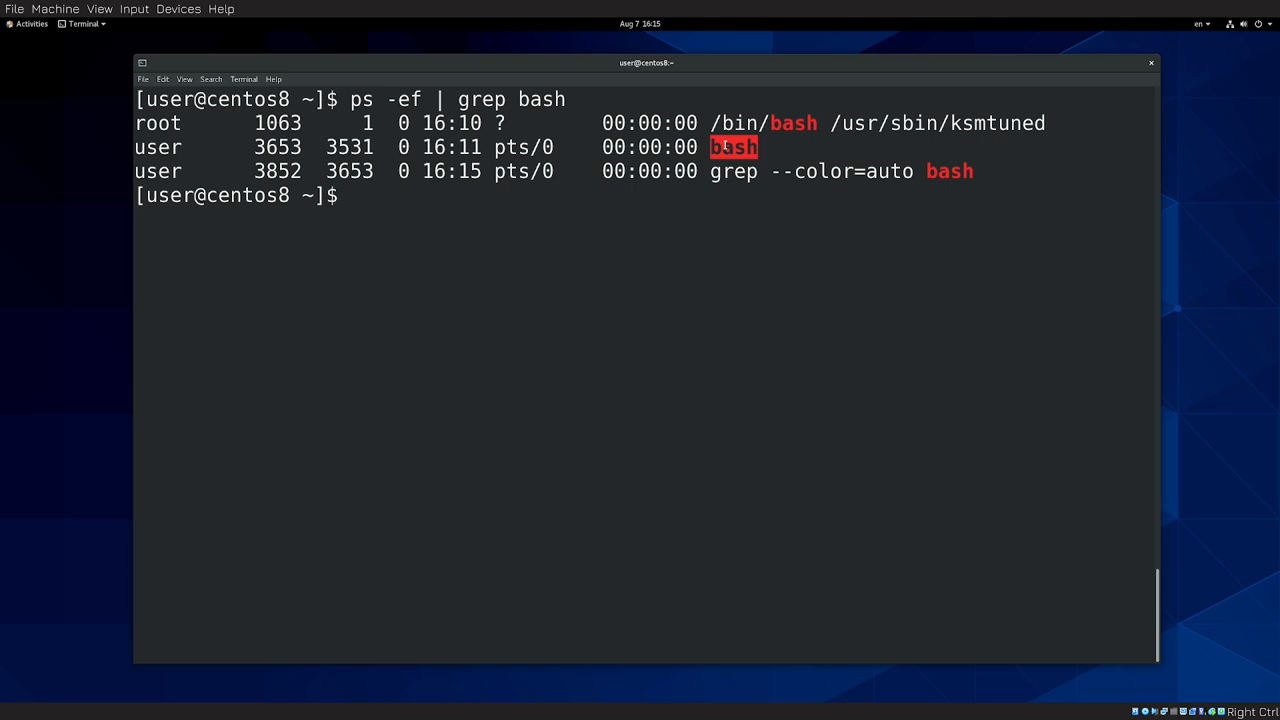 File Machine View Input Devices Help
Activities Terminal Aug 7 16:15 en
user@centos8:~
File Edit View Search Terminal Help
[user@centos8 ~]$ ps -ef | grep bash
root 1063 1 0 16:10 ? 00:00:00 /bin/bash /usr/sbin/ksmtuned
user 3653 3531 0 16:11 pts/0 00:00:00 bash
user 3852 3653 0 16:15 pts/0 00:00:00 grep --color=auto bash
[user@centos8 ~]$
Right Ctrl